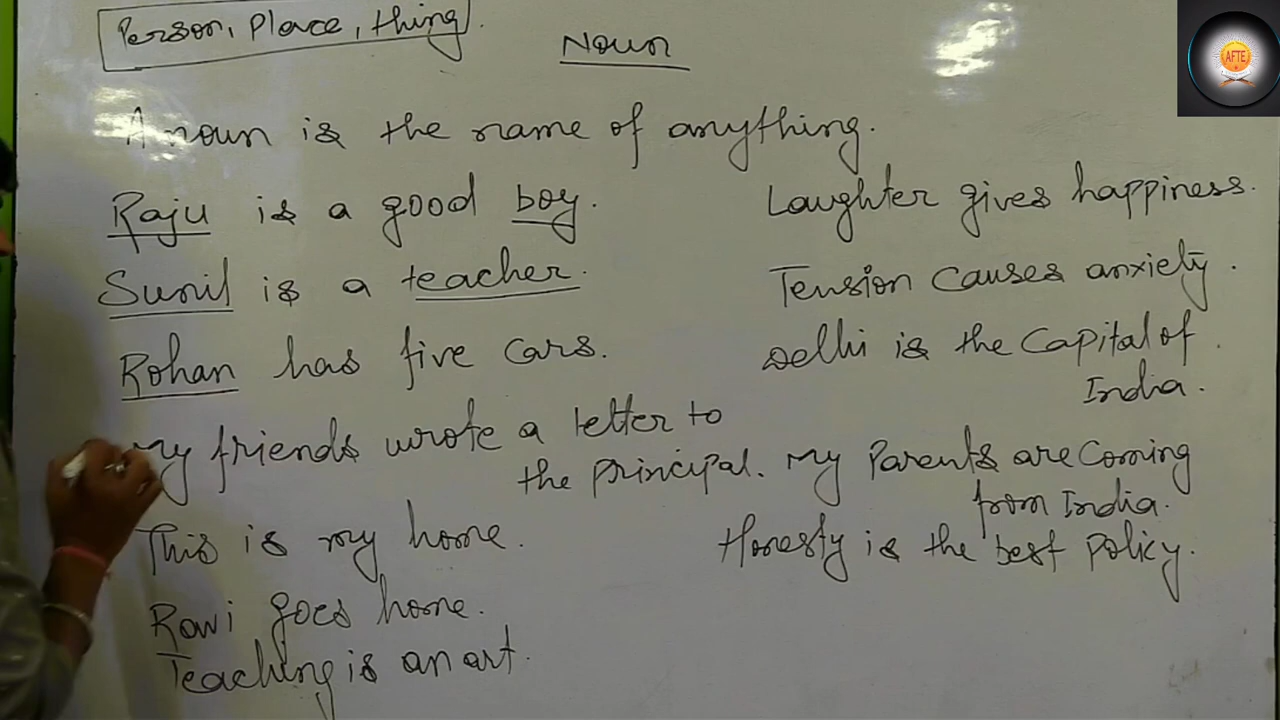 Person, Place, thing.
Noun
AFTE
A noun is the name of anything.
Raju is a good boy.
Sunil is a teacher.
Rohan has five cars.
My friends wrote a letter to
the principal.
This is my home.
Ravi goes home.
Teaching is an art.
Laughter gives happiness.
Tension causes anxiety.
Delhi is the Capital of
India.
My Parents are Coming
from India.
Honesty is the best policy.